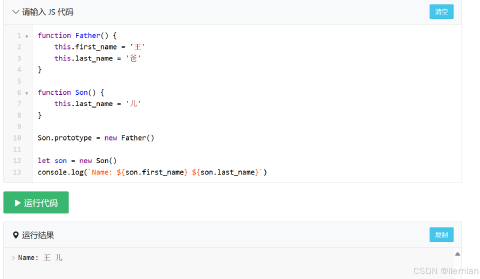 请输入 JS 代码
清空
1 function Father() {
2 this.first_name = '王'
3 this.last_name = '爸'
4 }
5
6 function Son() {
7 this.last_name = '儿'
8 }
9
10 Son.prototype = new Father()
11
12 let son = new Son()
13 console.log(`Name: ${son.first_name} ${son.last_name}`)
运行代码
运行结果
复制
> Name: 王 儿
CSDN @jiemian